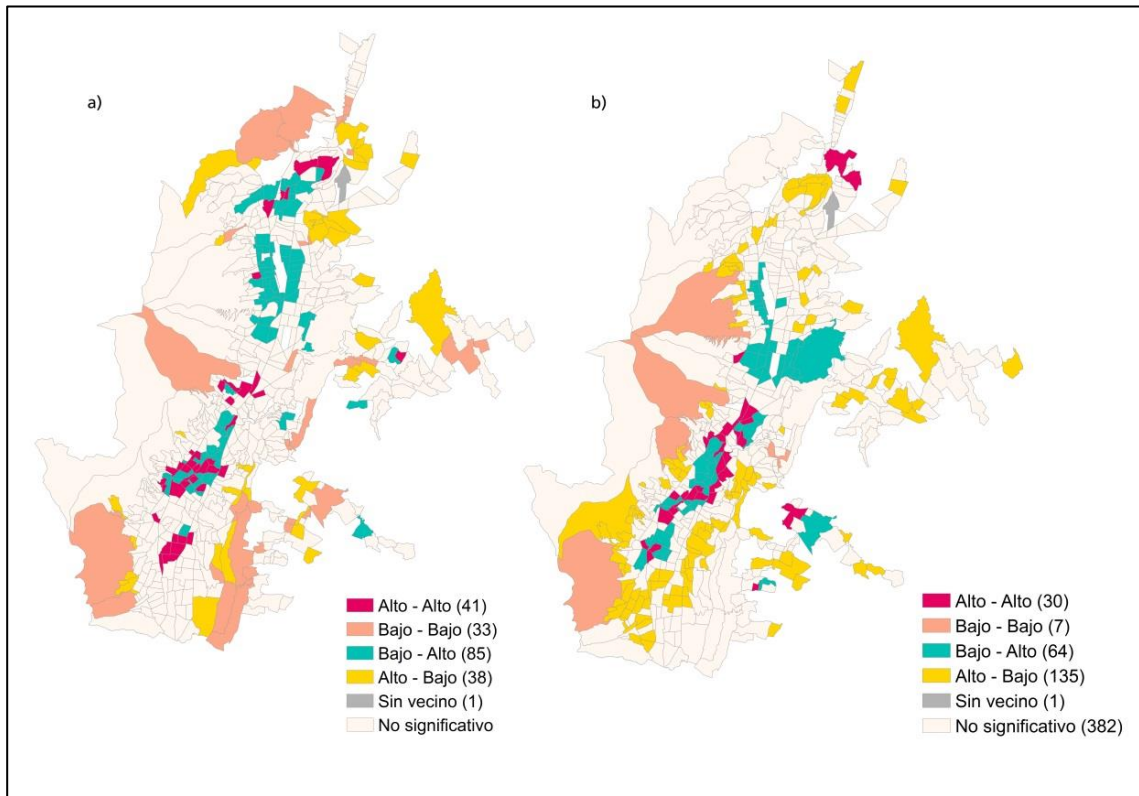 a)
Alto - Alto (41)
Bajo - Bajo (33)
Bajo - Alto (85)
Alto - Bajo (38)
Sin vecino (1)
No significativo
b)
Alto - Alto (30)
Bajo - Bajo (7)
Bajo - Alto (64)
Alto - Bajo (135)
Sin vecino (1)
No significativo (382)